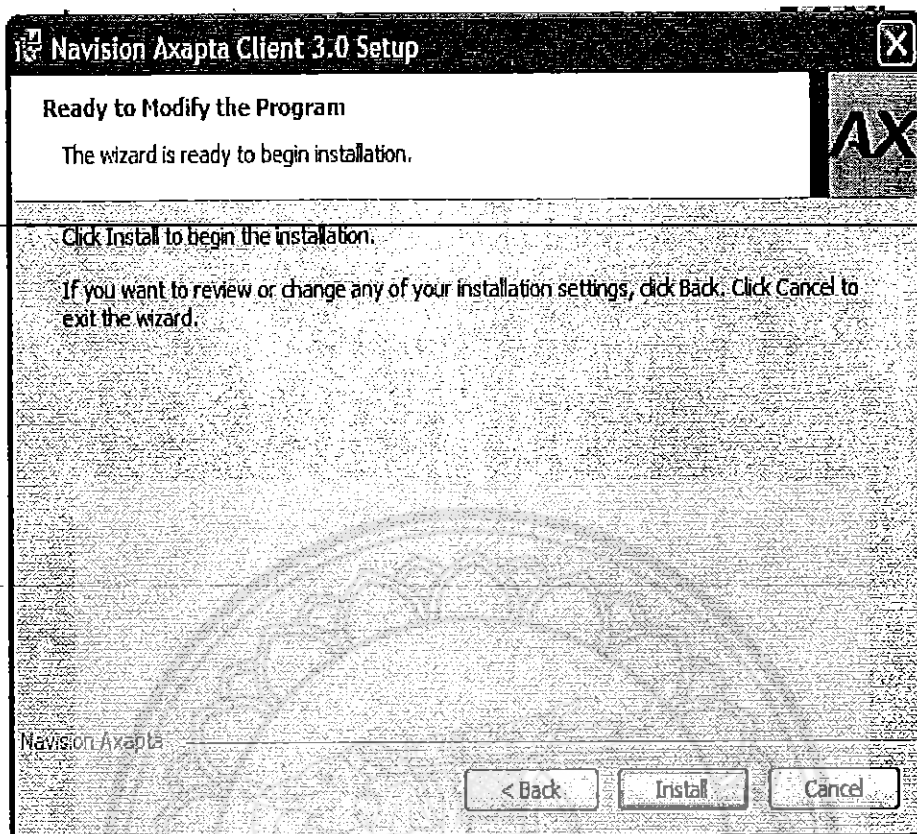 Navision Axapta Client 3.0 Setup
Ready to Modify the Program
The wizard is ready to begin installation.
AX
Click Install to begin the installation.
If you want to review or change any of your installation settings, click Back. Click Cancel to
exit the wizard.
Navision Axapta
< Back
Install
Cancel